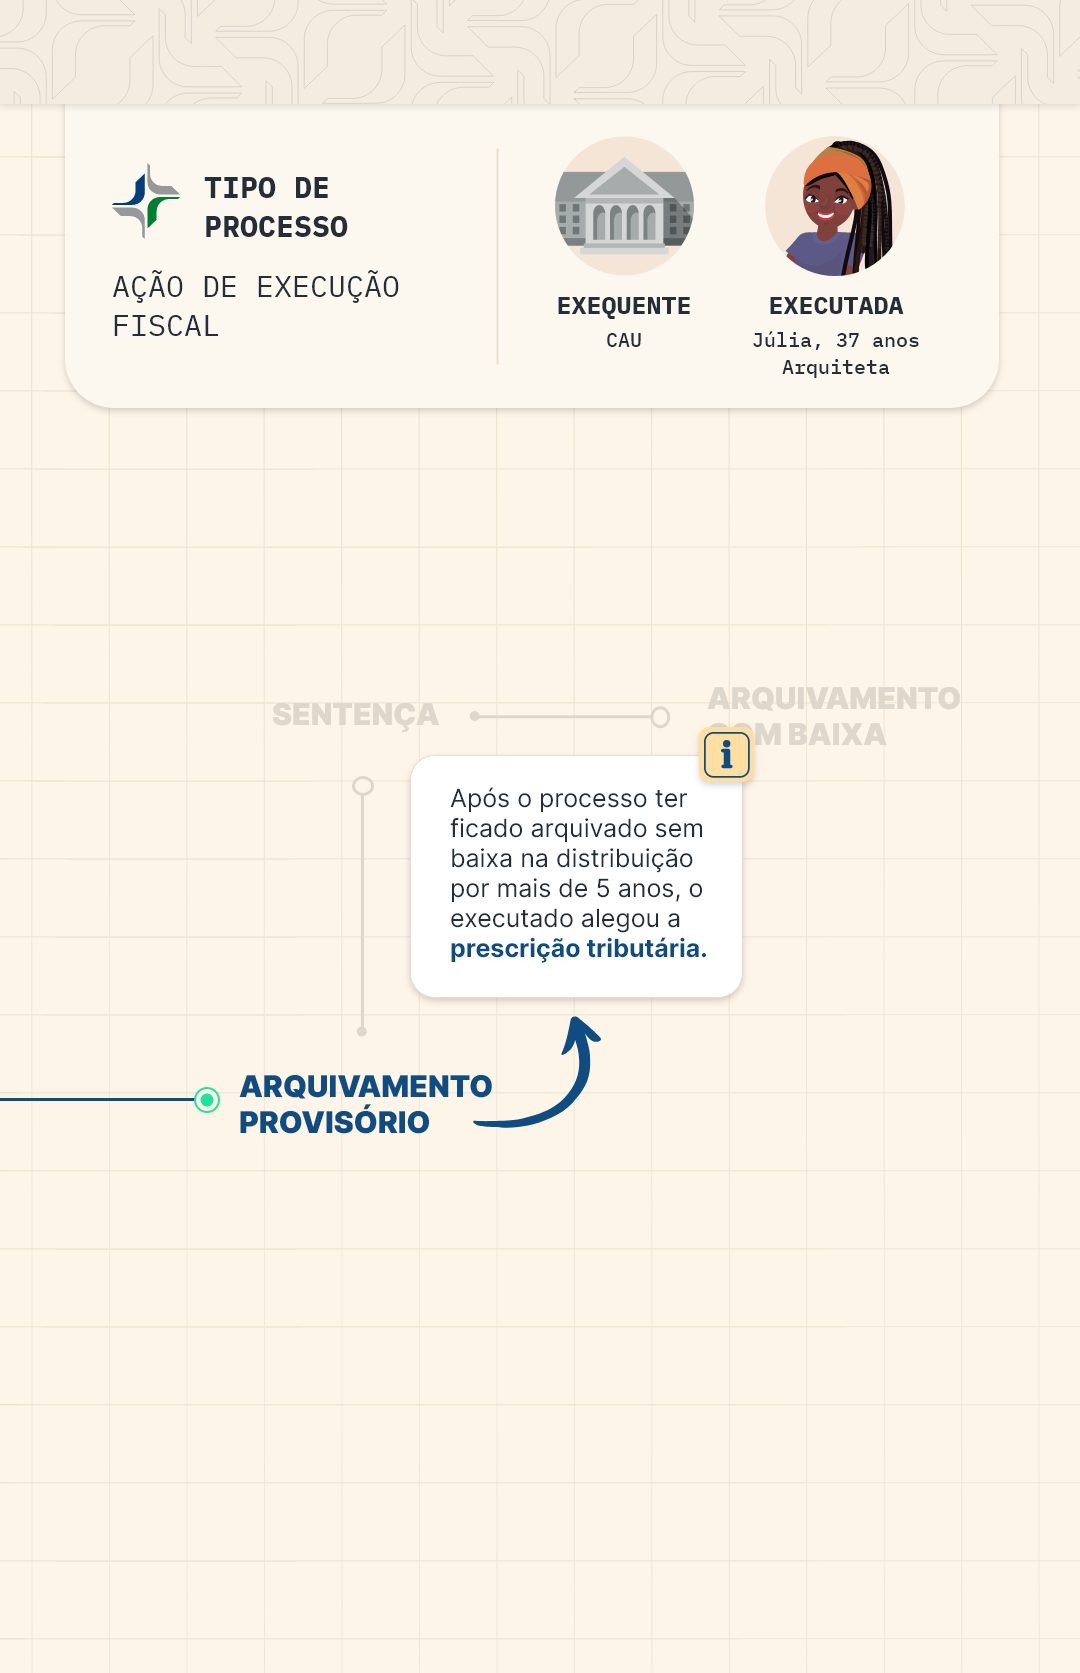 TIPO DE
PROCESSO
AÇÃO DE EXECUÇÃO
FISCAL
EXEQUENTE
CAU
EXECUTADA
Júlia, 37 anos
Arquiteta
SENTENÇA
ARQUIVAMENTO
COM BAIXA
Após o processo ter
ficado arquivado sem
baixa na distribuição
por mais de 5 anos, o
executado alegou a
prescrição tributária.
ARQUIVAMENTO
PROVISÓRIO